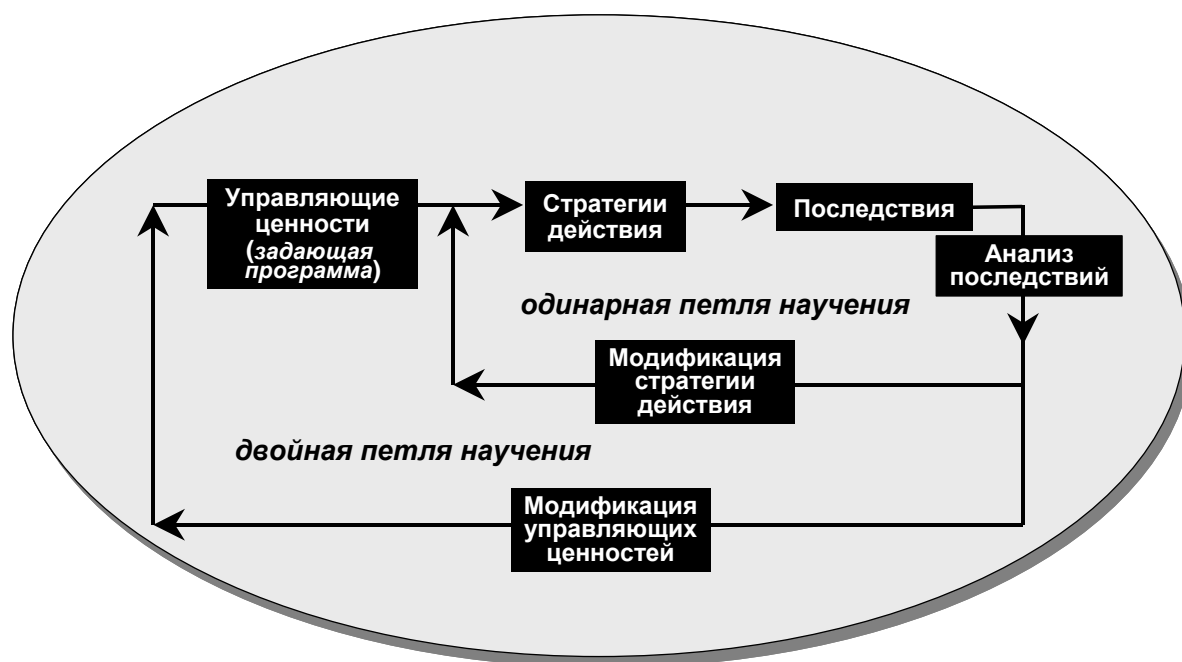 Управляющие
ценности
(задающая
программа)
Стратегии
действия
Последствия
Анализ
последствий
одинарная петля научения
Модификация
стратегии
действия
двойная петля научения
Модификация
управляющих
ценностей